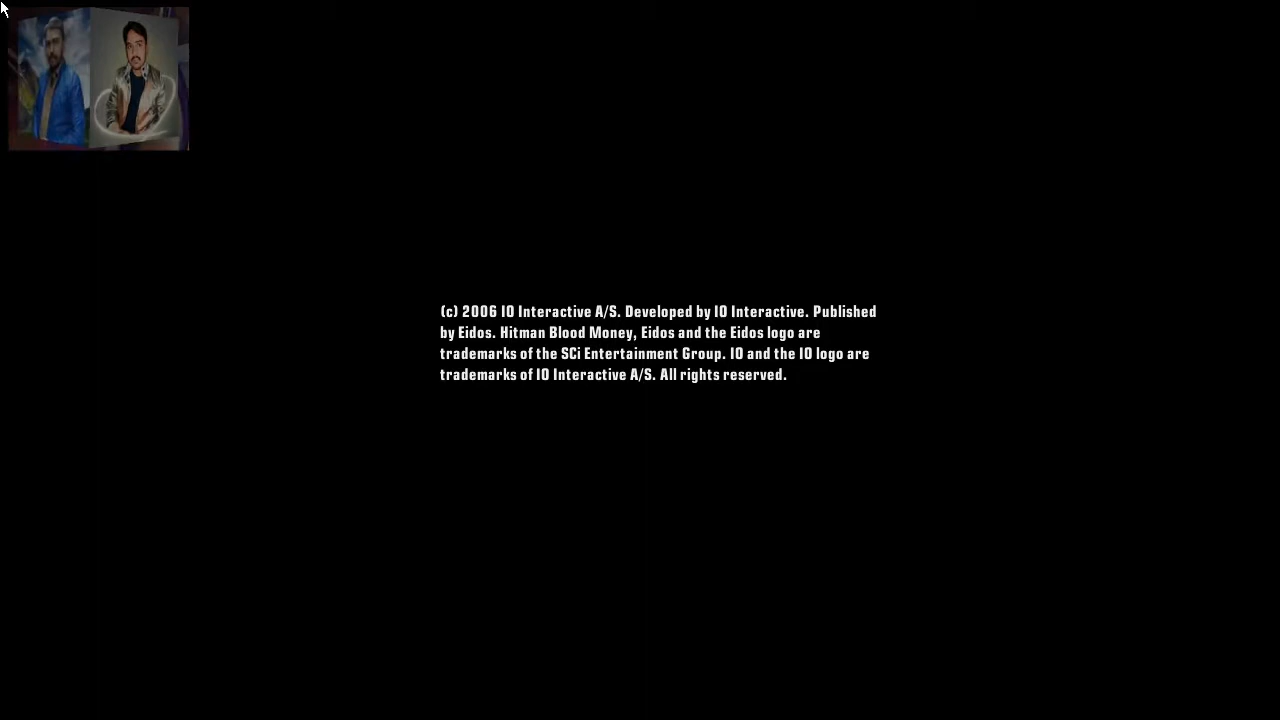 (c) 2006 IO Interactive A/S. Developed by IO Interactive. Published
by Eidos. Hitman Blood Money, Eidos and the Eidos logo are
trademarks of the SCi Entertainment Group. IO and the IO logo are
trademarks of IO Interactive A/S. All rights reserved.